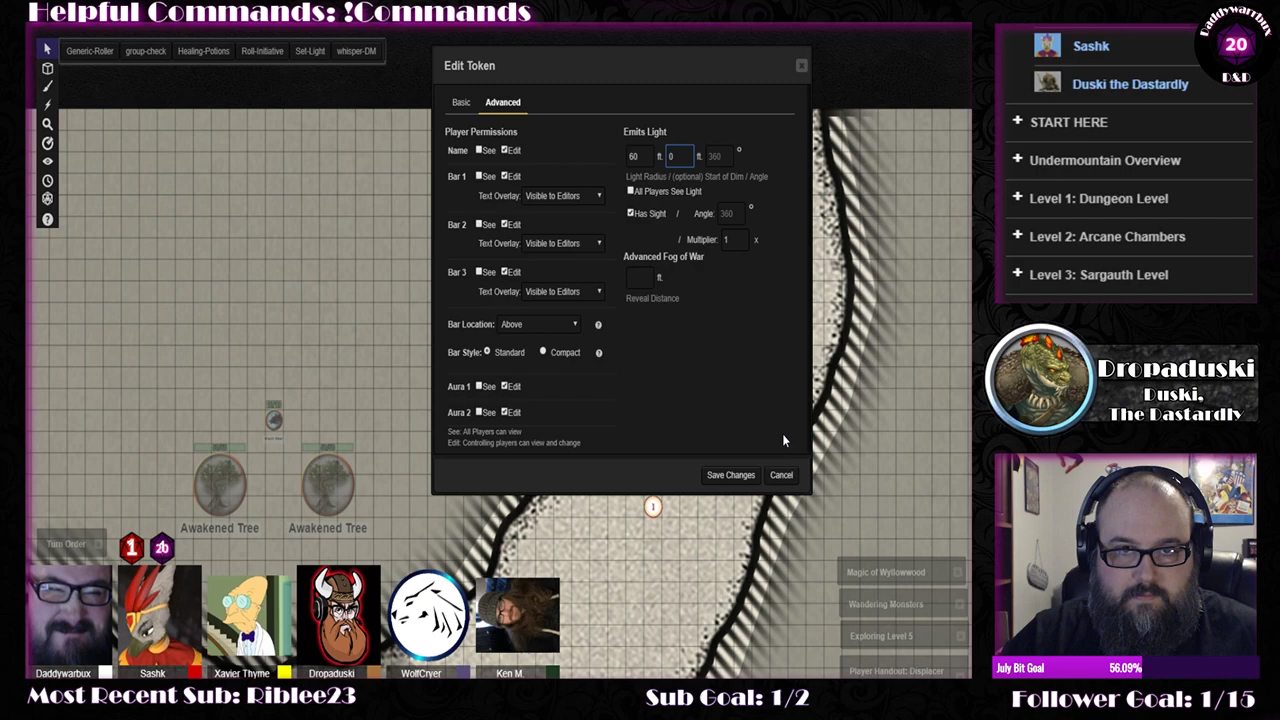 Helpful Commands: !Commands
Daddywarrbux
20
D&D
Generic-Roller group-check Healing-Potions Roll-Initiative Set-Light whisper-DM
Edit Token
x
Basic Advanced
Player Permissions
Name See Edit
Bar 1 See Edit
Text Overlay: Visible to Editors
Bar 2 See Edit
Text Overlay: Visible to Editors
Bar 3 See Edit
Text Overlay: Visible to Editors
Bar Location: Above
Bar Style: Standard Compact
Aura 1 See Edit
Aura 2 See Edit
See: All Players can view
Edit: Controlling players can view and change
Emits Light
60 ft. 0 ft. 360 °
Light Radius / (optional) Start of Dim / Angle
All Players See Light
Has Sight / Angle: 360 °
/ Multiplier: 1 x
Advanced Fog of War
ft.
Reveal Distance
Save Changes Cancel
Sashk
Duski the Dastardly
+ START HERE
+ Undermountain Overview
+ Level 1: Dungeon Level
+ Level 2: Arcane Chambers
+ Level 3: Sargauth Level
Dropaduski
Duski,
The Dastardly
1
Awakened Tree Awakened Tree
Turn Order
1 2b
Magic of Wyllowwood
Wandering Monsters
Exploring Level 5
Player Handout: Displacer
Daddywarbux Sashk Xavier Thyme Dropaduski WolfCryer Ken M.
July Bit Goal 56.09%
Most Recent Sub: Riblee23
Sub Goal: 1/2
Follower Goal: 1/15